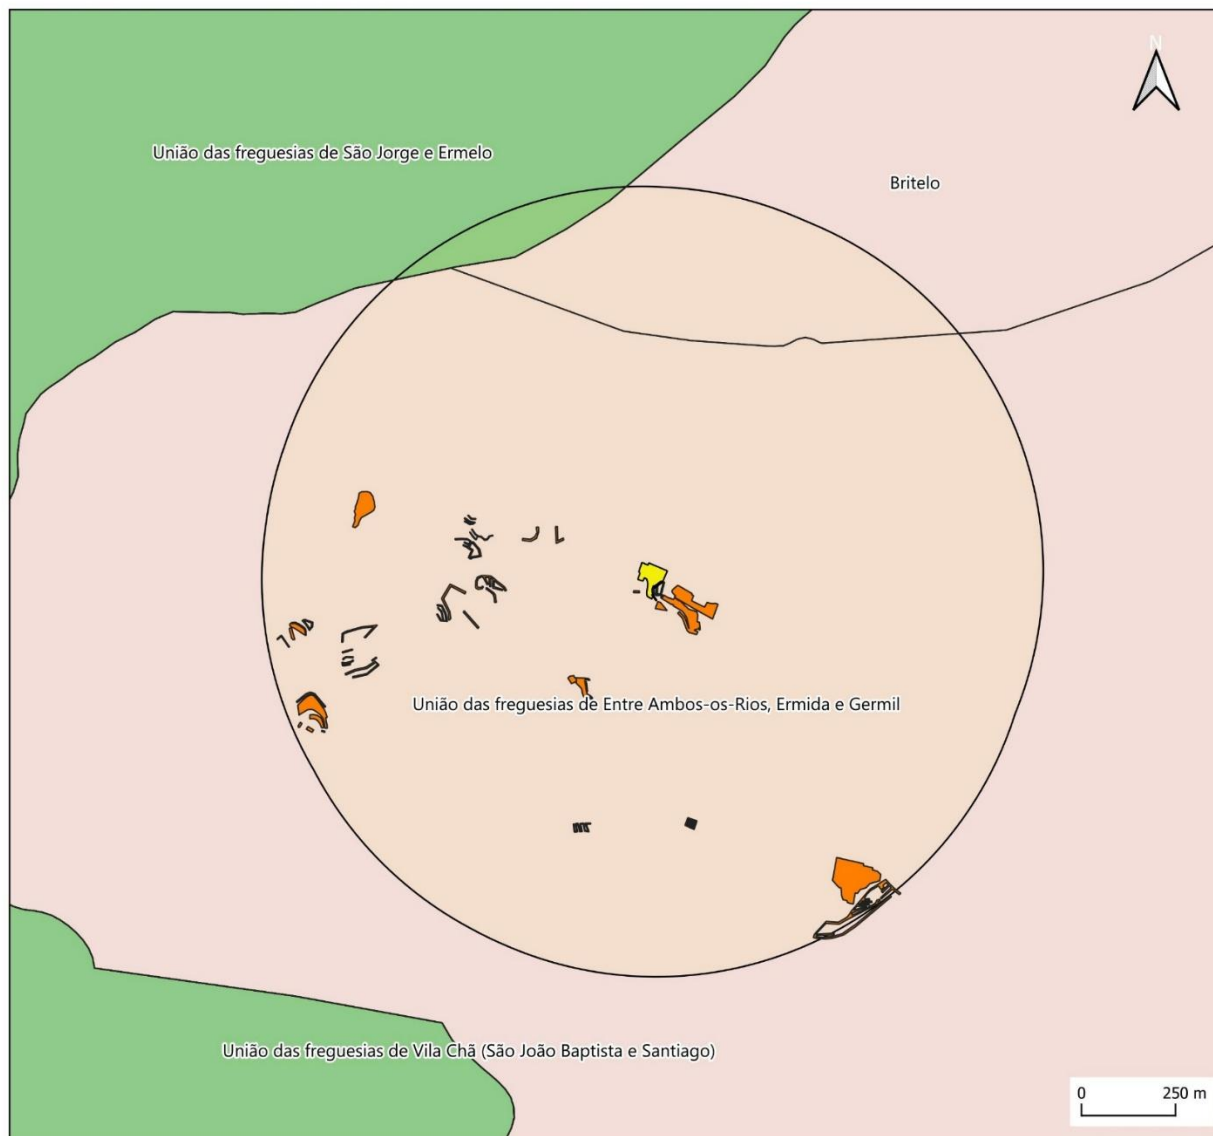 N
União das freguesias de São Jorge e Ermelo
Britelo
União das freguesias de Entre Ambos-os-Rios, Ermida e Germil
União das freguesias de Vila Chã (São João Baptista e Santiago)
0 250 m